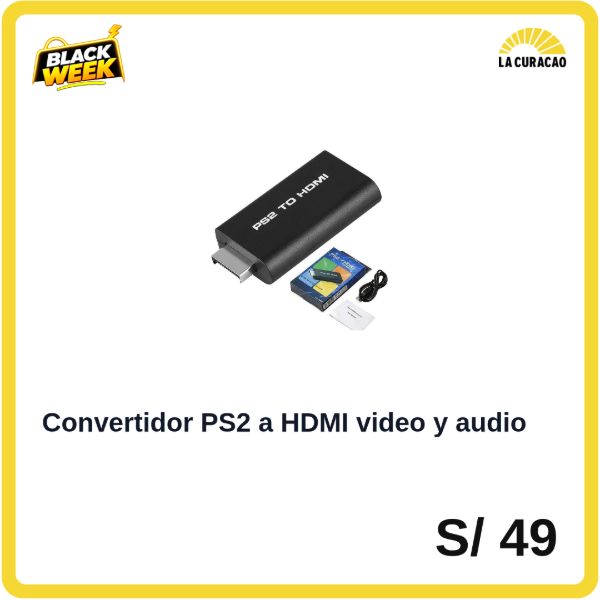 BLACK
WEEK
LA CURACAO
PS2 TO HDMI
Convertidor PS2 a HDMI video y audio
S/ 49